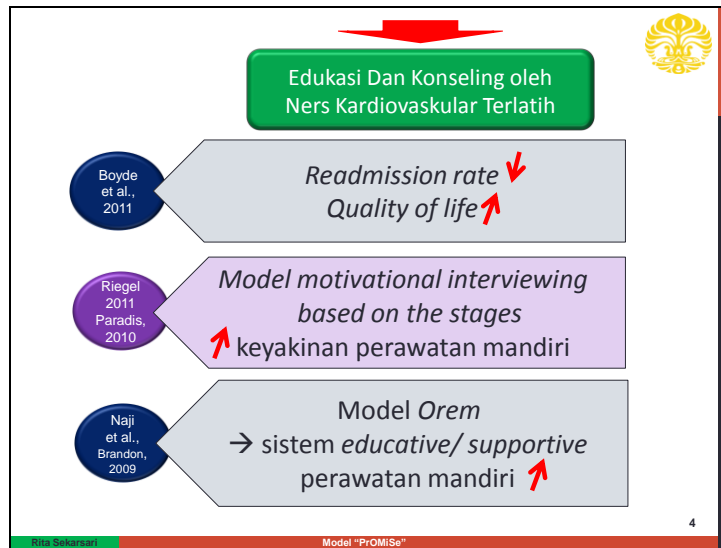 Edukasi Dan Konseling oleh
Ners Kardiovaskular Terlatih
Boyde
et al.,
2011
Readmission rate
Quality of life
Riegel
2011
Paradis,
2010
Model motivational interviewing
based on the stages
keyakinan perawatan mandiri
Naji
et al.,
Brandon,
2009
Model Orem
→ sistem educative/ supportive
perawatan mandiri
4
Rita Sekarsari
Model "PrOMiSe"